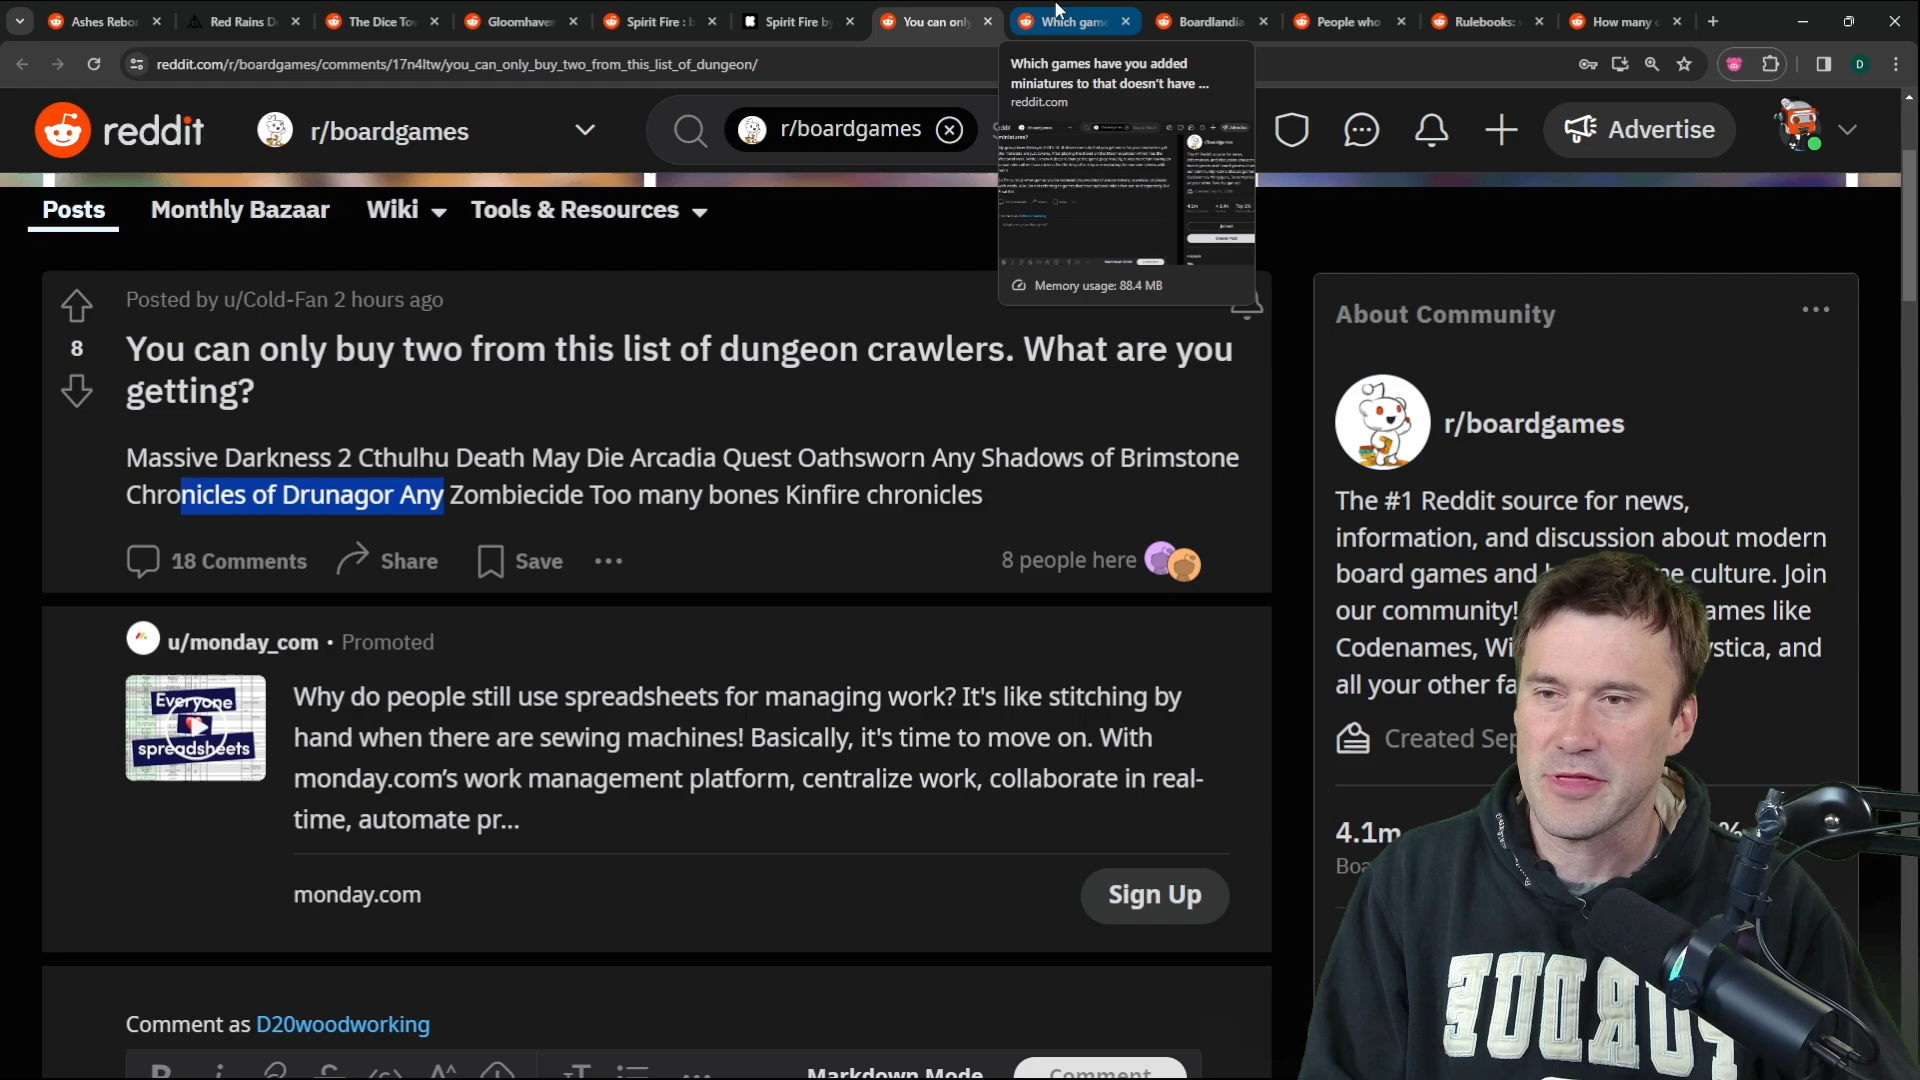 Ashes Rebor
Red Rains D
The Dice To
Gloomhaven
Spirit Fire : b
Spirit Fire by
You can only
Which game
Boardlandia
People who
Rulebooks:
How many
reddit.com/r/boardgames/comments/17n4ltw/you_can_only_buy_two_from_this_list_of_dungeon/
D
Which games have you added
miniatures to that doesn't have ...
reddit.com
Memory usage: 88.4 MB
reddit
r/boardgames
r/boardgames
Advertise
Posts
Monthly Bazaar
Wiki
Tools & Resources
Posted by u/Cold-Fan 2 hours ago
8
You can only buy two from this list of dungeon crawlers. What are you
getting?
Massive Darkness 2 Cthulhu Death May Die Arcadia Quest Oathsworn Any Shadows of Brimstone
Chronicles of Drunagor Any Zombiecide Too many bones Kinfire chronicles
18 Comments
Share
Save
8 people here
u/monday_com • Promoted
Everyone
spreadsheets
Why do people still use spreadsheets for managing work? It's like stitching by
hand when there are sewing machines! Basically, it's time to move on. With
monday.com's work management platform, centralize work, collaborate in real-
time, automate pr...
monday.com
Sign Up
Comment as D20woodworking
Markdown Mode
Comment
About Community
r/boardgames
The #1 Reddit source for news,
information, and discussion about modern
board games and b e culture. Join
our community! ames like
Codenames, Wi ystica, and
all your other fa
Created Sep
4.1m
%
Boa
PURDUE